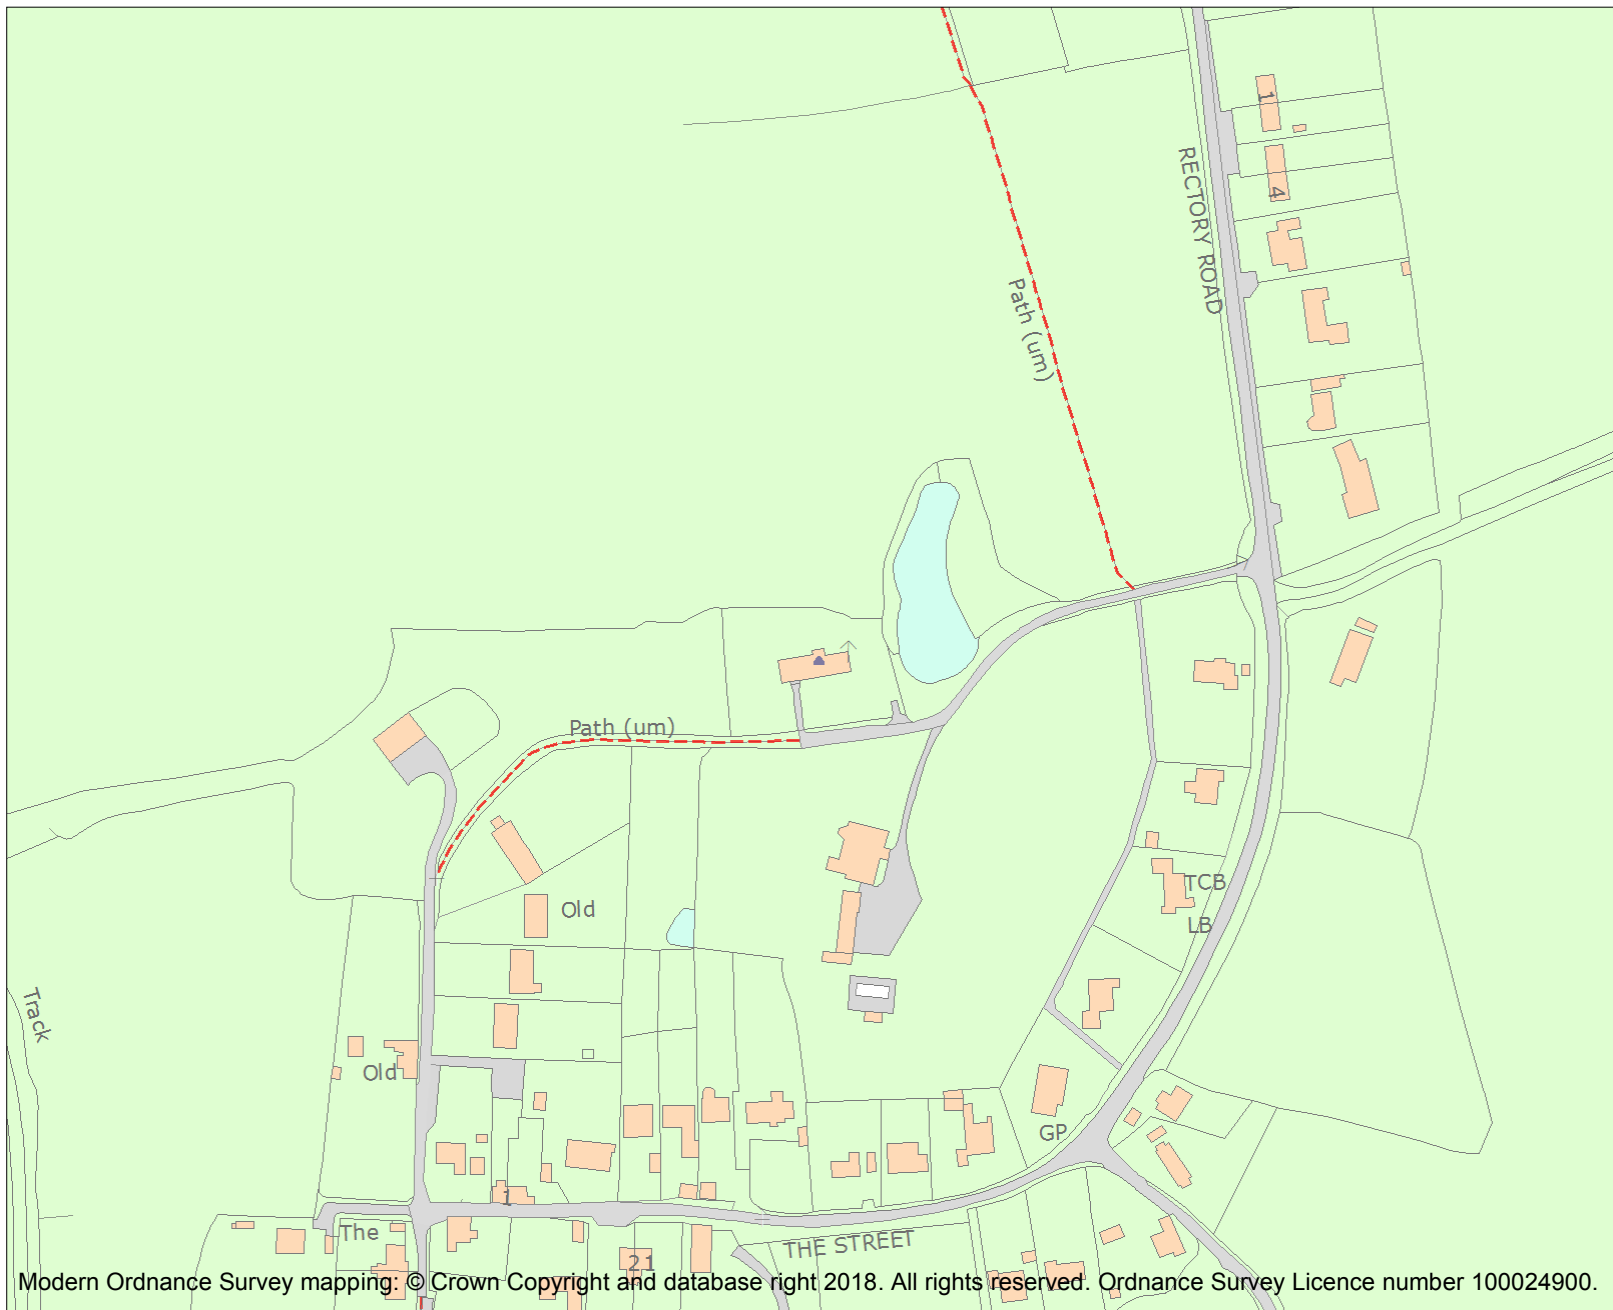 1
4
RECTORY ROAD
Path (um)
Path (um)
TCB
Old
LB
Track
Old
GP
1
The
THE STREET
21
Modern Ordnance Survey mapping: © Crown Copyright and database right 2018. All rights reserved. Ordnance Survey Licence number 100024900.